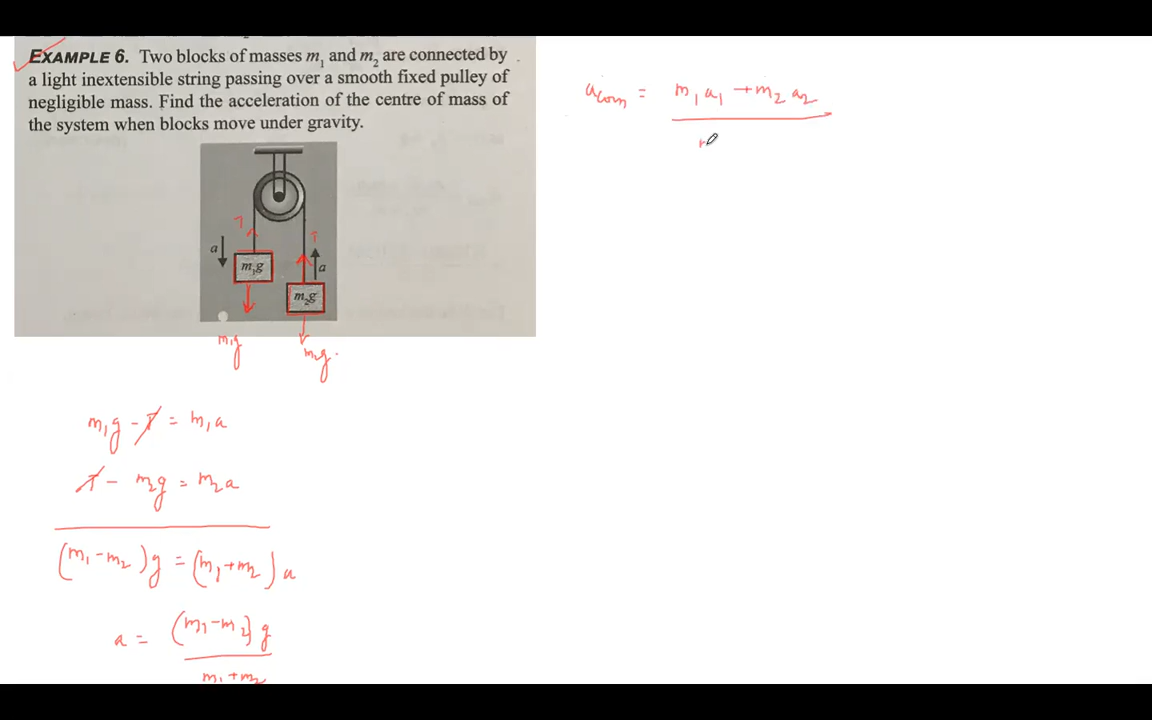 EXAMPLE 6. Two blocks of masses m₁ and m₂ are connected by
a light inextensible string passing over a smooth fixed pulley of
negligible mass. Find the acceleration of the centre of mass of
the system when blocks move under gravity.
T
T
a
m₁g
a
m₂g
m₁g
m₂g.
m₁g - T = m₁a
T - m₂g = m₂a
(m₁-m₂)g = (m₁+m₂)a
a = (m₁-m₂)g
m₁+m₂
a_com = m₁a₁ + m₂a₂